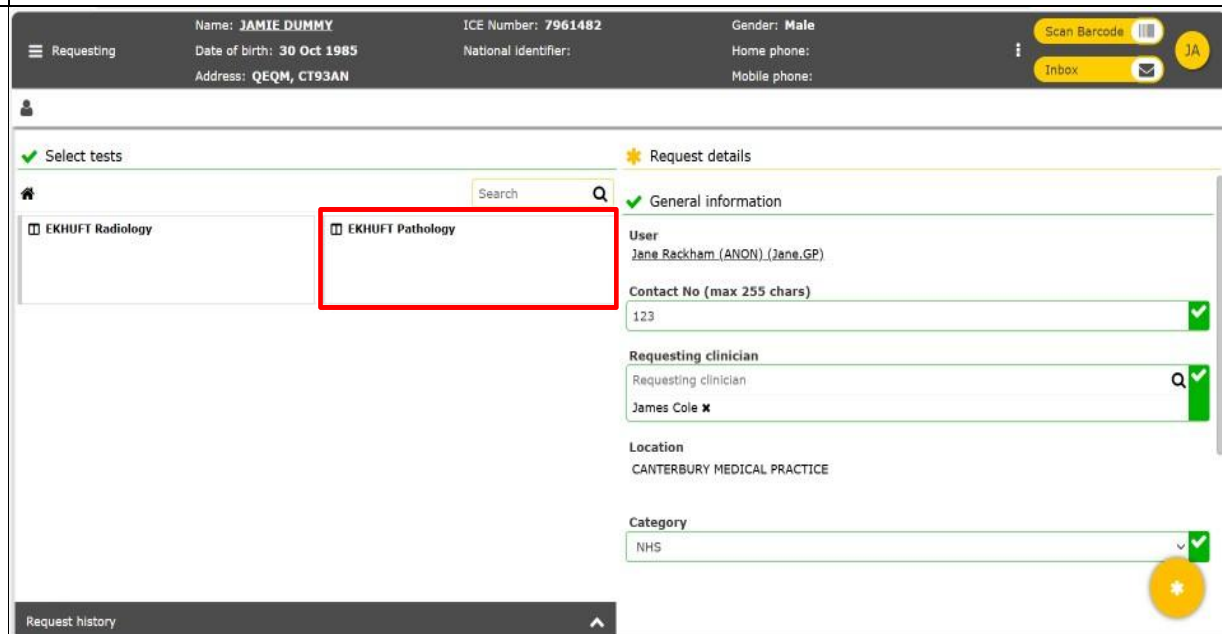 Requesting
Name: JAMIE DUMMY
Date of birth: 30 Oct 1985
Address: QEQM, CT93AN
ICE Number: 7961482
National identifier:
Gender: Male
Home phone:
Mobile phone:
Scan Barcode
Inbox
JA
Select tests
Search
EKHUFT Radiology
EKHUFT Pathology
Request history
Request details
General information
User
Jane Rackham (ANON) (Jane.GP)
Contact No (max 255 chars)
123
Requesting clinician
Requesting clinician
James Cole
Location
CANTERBURY MEDICAL PRACTICE
Category
NHS